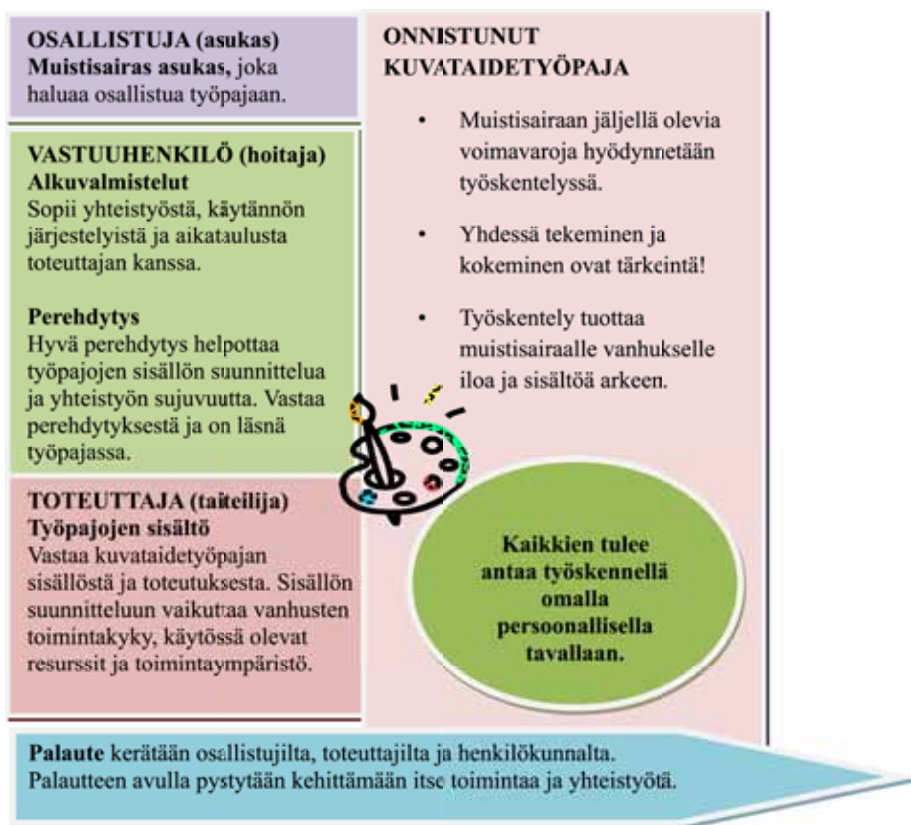 OSALLISTUJA (asukas)
Muistisairas asukas, joka
haluaa osallistua työpajaan.
VASTUUHENKILÖ (hoitaja)
Alkuvalmistelut
Sopii yhteistyöstä, käytännön
järjestelyistä ja aikataulusta
toteuttajan kanssa.
Perehdytys
Hyvä perehdytys helpottaa
työpajojen sisällön suunnittelua
ja yhteistyön sujuvuutta. Vastaa
perehdytyksestä ja on läsnä
työpajassa.
TOTEUTTAJA (taiteilija)
Työpajojen sisältö
Vastaa kuvataidetyöpajan
sisällöstä ja toteutuksesta. Sisällön
suunnitteluun vaikuttaa vanhusten
toimintakyky, käytössä olevat
resurssit ja toimintaympäristö.
ONNISTUNUT
KUVATAIDETYÖPAJA
• Muistisairaan jäljellä olevia
voimavaroja hyödynnetään
työskentelyssä.
• Yhdessä tekeminen ja
kokeminen ovat tärkeintä!
• Työskentely tuottaa
muistisairaalle vanhukselle
iloa ja sisältöä arkeen.
Kaikkien tulee
antaa työskennellä
omalla
persoonallisella
tavallaan.
Palaute kerätään osallistujilta, toteuttajilta ja henkilökunnalta.
Palautteen avulla pystytään kehittämään itse toimintaa ja yhteistyötä.